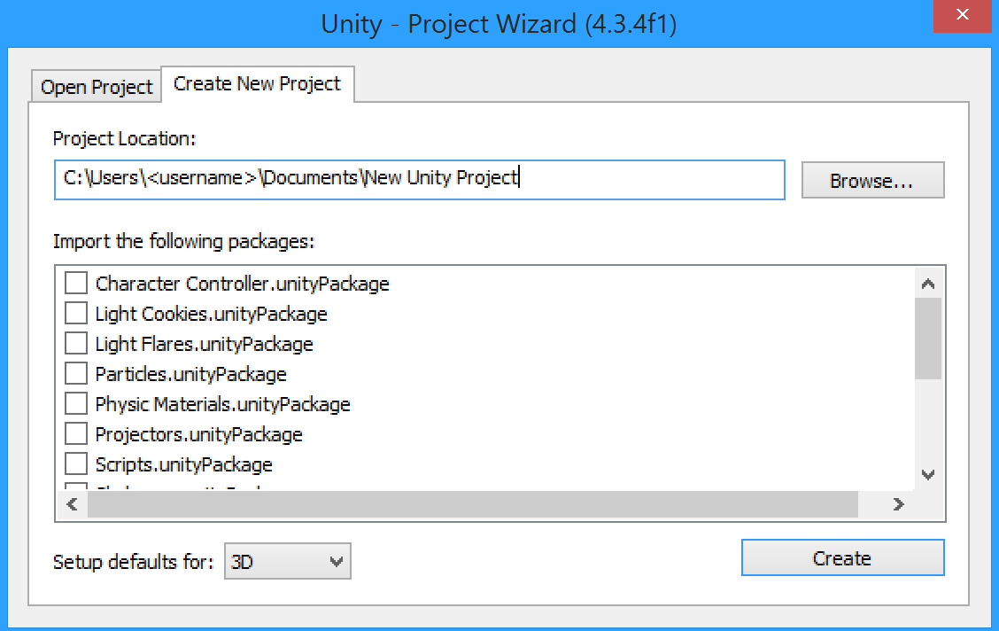 Unity - Project Wizard (4.3.4f1)
Open Project
Create New Project
Project Location:
C:\Users\<username>\Documents\New Unity Project
Browse...
Import the following packages:
Character Controller.unityPackage
Light Cookies.unityPackage
Light Flares.unityPackage
Particles.unityPackage
Physic Materials.unityPackage
Projectors.unityPackage
Scripts.unityPackage
Setup defaults for:
3D
Create